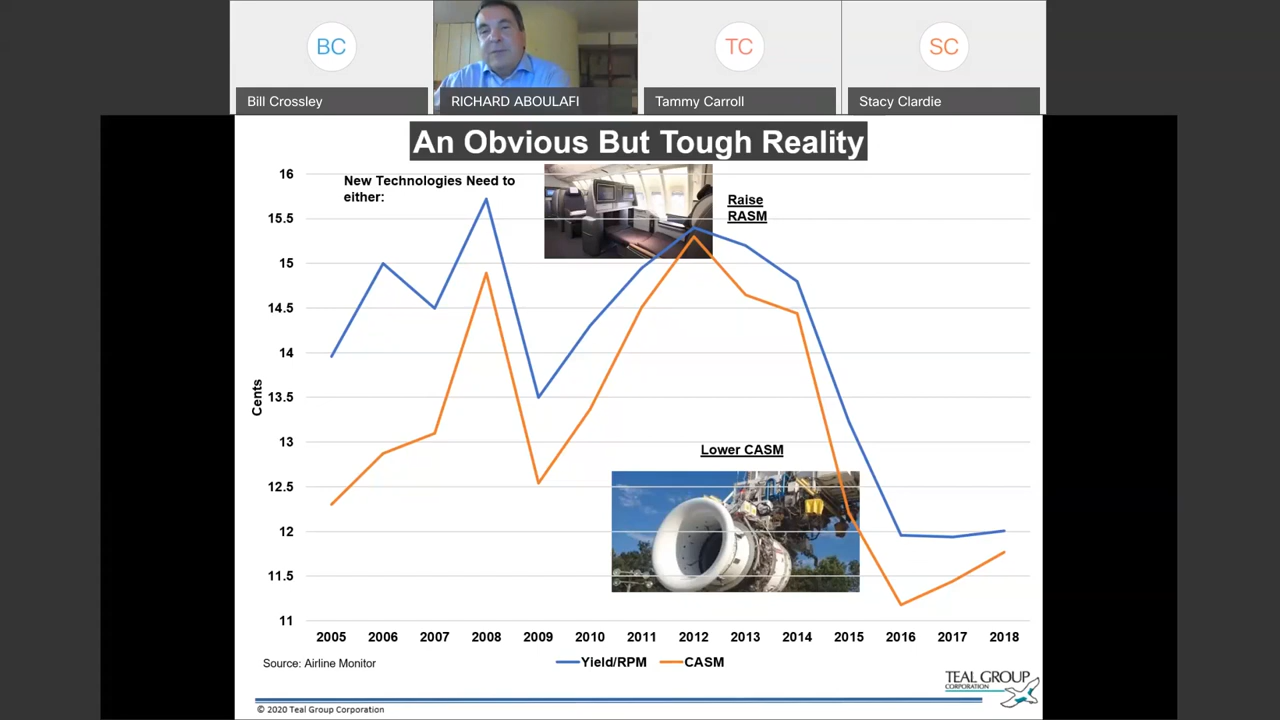 BC
TC
SC
Bill Crossley
RICHARD ABOULAFI
Tammy Carroll
Stacy Clardie
An Obvious But Tough Reality
New Technologies Need to
either:
Raise
RASM
Lower CASM
Cents
16
15.5
15
14.5
14
13.5
13
12.5
12
11.5
11
2005 2006 2007 2008 2009 2010 2011 2012 2013 2014 2015 2016 2017 2018
Yield/RPM CASM
Source: Airline Monitor
TEAL GROUP
CORPORATION
© 2020 Teal Group Corporation